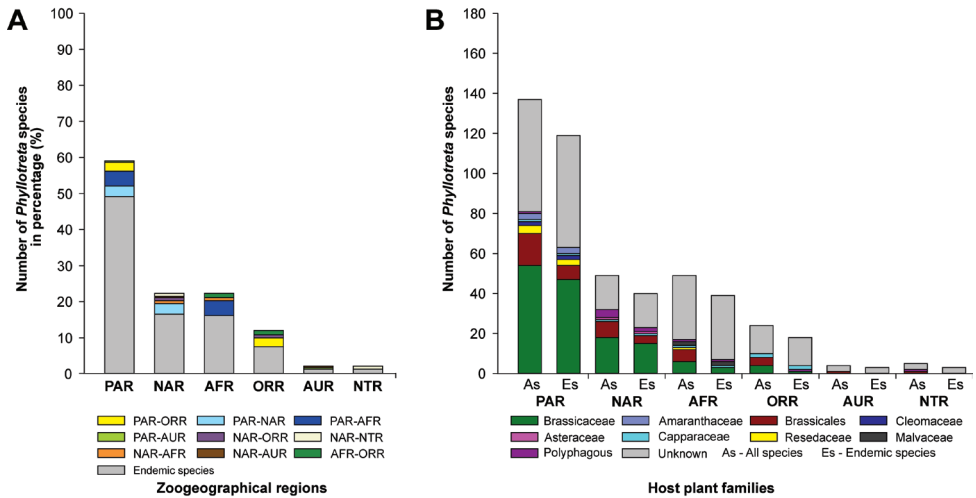 A
Number of Phyllotreta species
in percentage (%)
100
90
80
70
60
50
40
30
20
10
0
PAR NAR AFR ORR AUR NTR
PAR-ORR PAR-NAR PAR-AFR
PAR-AUR NAR-ORR NAR-NTR
NAR-AFR NAR-AUR AFR-ORR
Endemic species
Zoogeographical regions
B
Number of Phyllotreta species
180
160
140
120
100
80
60
40
20
0
As Es As Es As Es As Es As Es As Es
PAR NAR AFR ORR AUR NTR
Brassicaceae Amaranthaceae Brassicales Cleomaceae
Asteraceae Capparaceae Resedaceae Malvaceae
Polyphagous Unknown As - All species Es - Endemic species
Host plant families